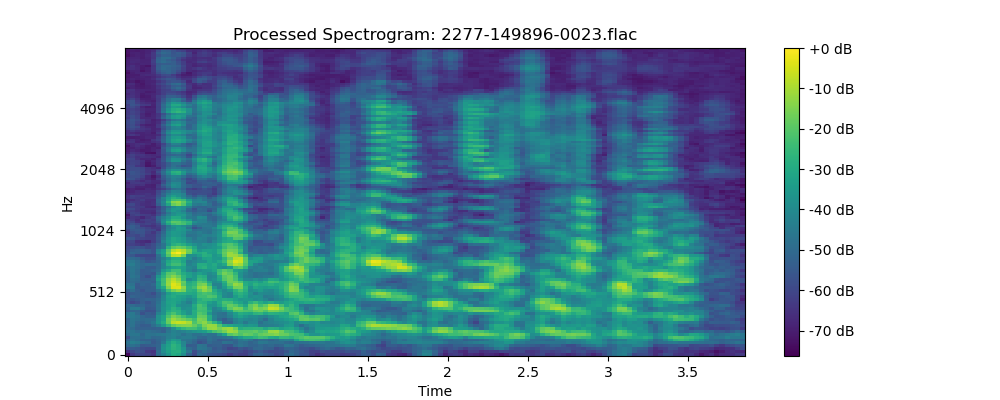 Processed Spectrogram: 2277-149896-0023.flac
Hz
4096
2048
1024
512
0
0 0.5 1 1.5 2 2.5 3 3.5
Time
+0 dB
-10 dB
-20 dB
-30 dB
-40 dB
-50 dB
-60 dB
-70 dB